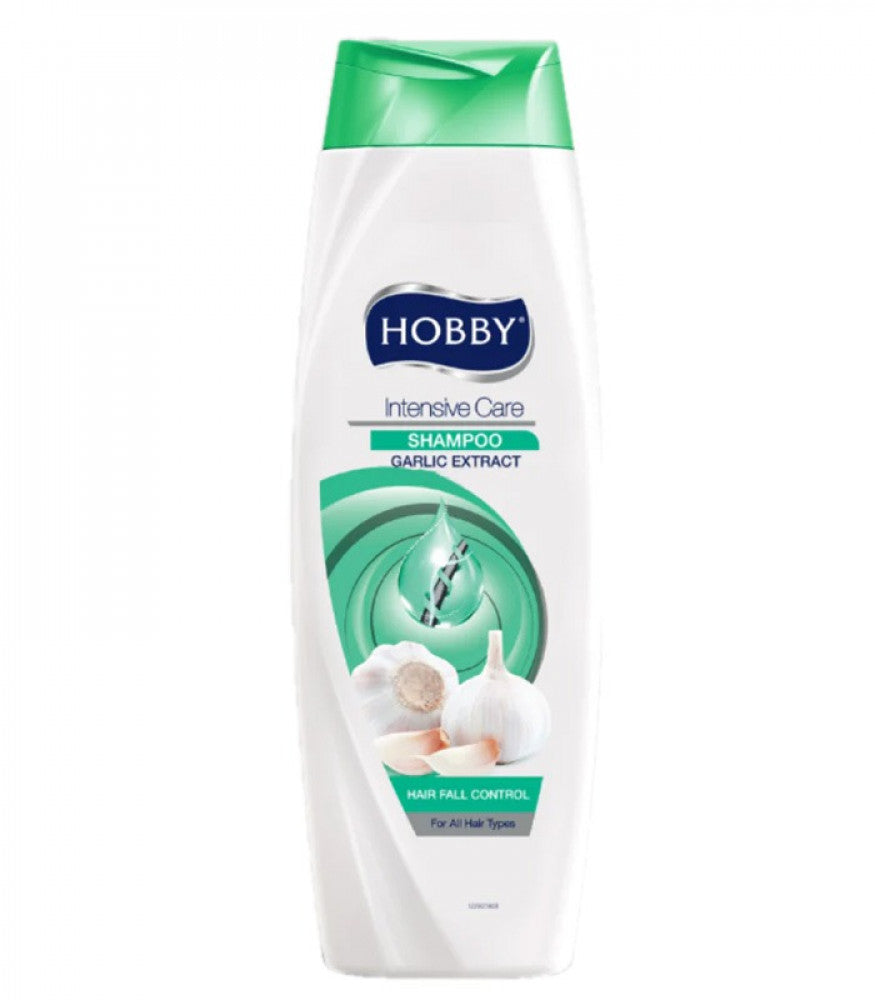 HOBBY®
Intensive Care
SHAMPOO
GARLIC EXTRACT
HAIR FALL CONTROL
For All Hair Types